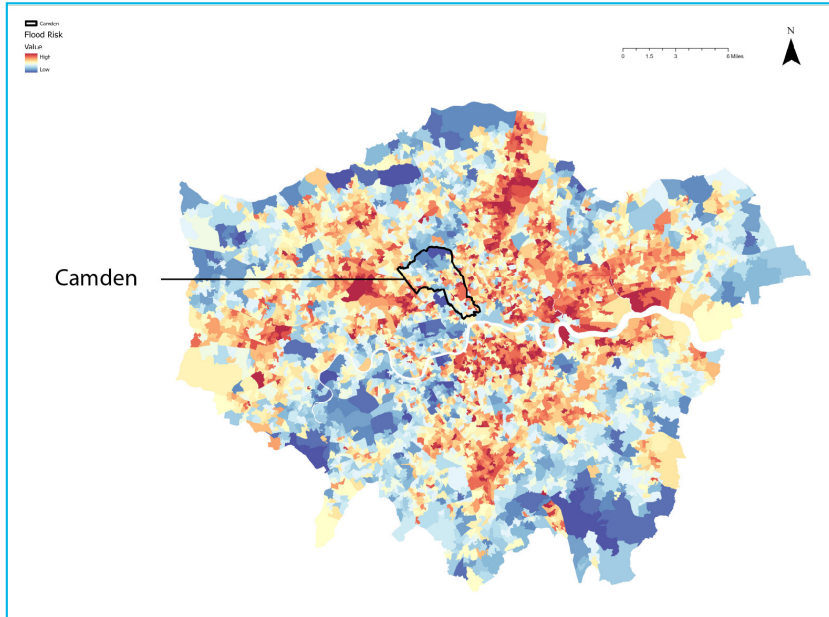 Camden
Flood Risk
Value
High
Low
0 1.5 3 6 Miles
N
Camden